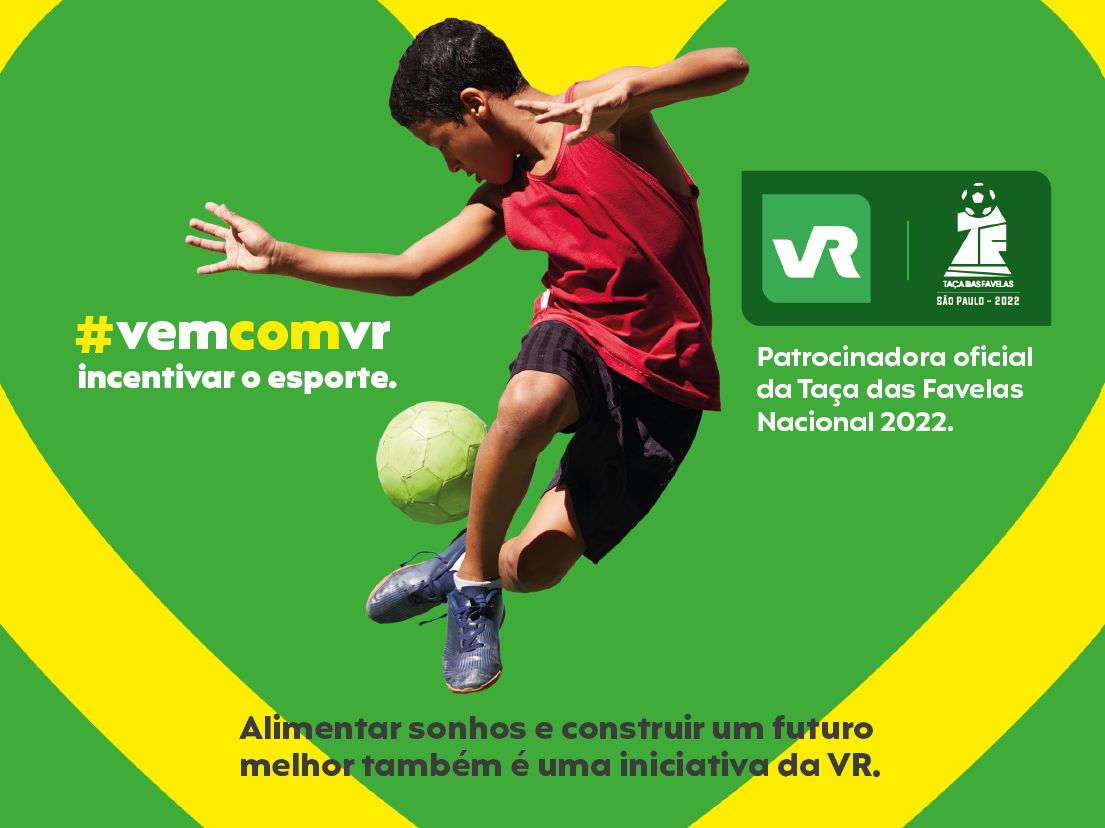 #vemcomvr
incentivar o esporte.
VR
TAÇA DAS FAVELAS
SÃO PAULO - 2022
Patrocinadora oficial
da Taça das Favelas
Nacional 2022.
Alimentar sonhos e construir um futuro
melhor também é uma iniciativa da VR.